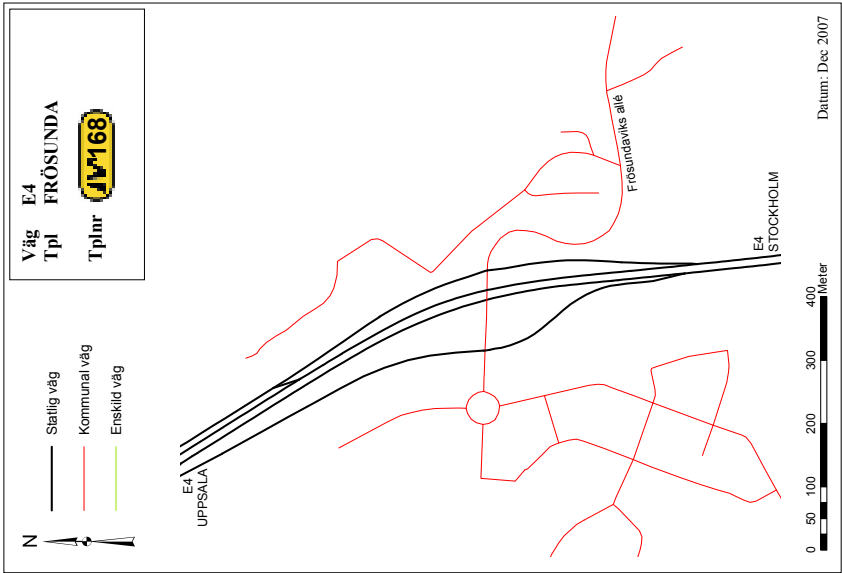 Väg E4
Tpl FRÖSUNDA
Tplnr 168
N
Statlig väg
Kommunal väg
Enskild väg
E4
UPPSALA
Frösundaviks allé
E4
STOCKHOLM
0 50 100 200 300 400
Meter
Datum: Dec 2007